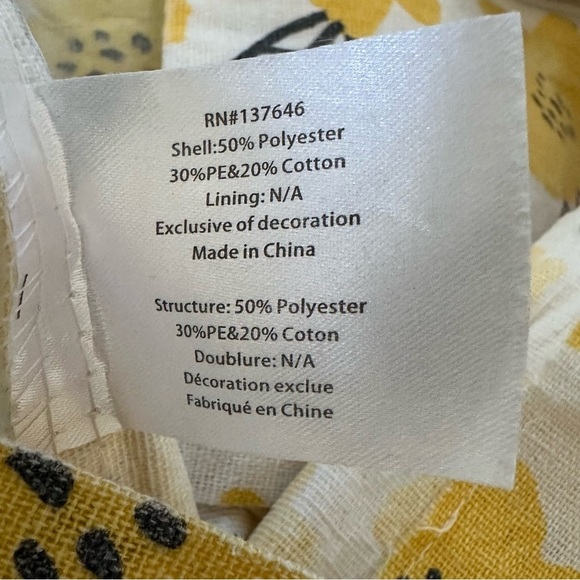 RN#137646
Shell:50% Polyester
30%PE&20% Cotton
Lining: N/A
Exclusive of decoration
Made in China
Structure: 50% Polyester
30%PE&20% Coton
Doublure: N/A
Décoration exclue
Fabriqué en Chine